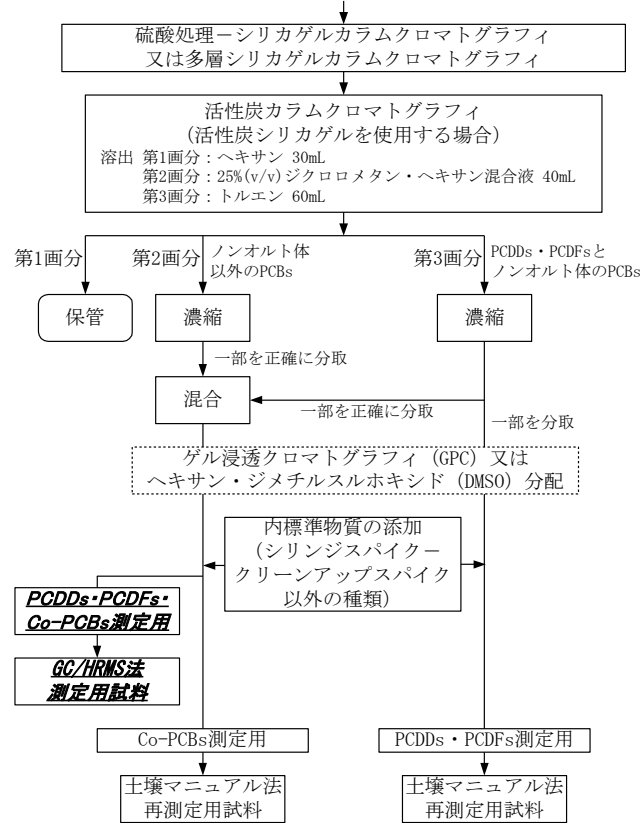 硫酸処理－シリカゲルカラムクロマトグラフィ
又は多層シリカゲルカラムクロマトグラフィ
活性炭カラムクロマトグラフィ
(活性炭シリカゲルを使用する場合)
溶出 第1画分：ヘキサン 30mL
第2画分：25%(v/v)ジクロロメタン・ヘキサン混合液 40mL
第3画分：トルエン 60mL
第1画分
第2画分
ノンオルト体
以外のPCBs
第3画分
PCDDs・PCDFsと
ノンオルト体のPCBs
保管
濃縮
濃縮
一部を正確に分取
混合
一部を正確に分取
一部を分取
ゲル浸透クロマトグラフィ(GPC)又は
ヘキサン・ジメチルスルホキシド(DMSO)分配
内標準物質の添加
(シリンジスパイク－
クリーンアップスパイク
以外の種類)
PCDDs・PCDFs・
Co-PCBs測定用
GC/HRMS法
測定用試料
Co-PCBs測定用
PCDDs・PCDFs測定用
土壌マニュアル法
再測定用試料
土壌マニュアル法
再測定用試料